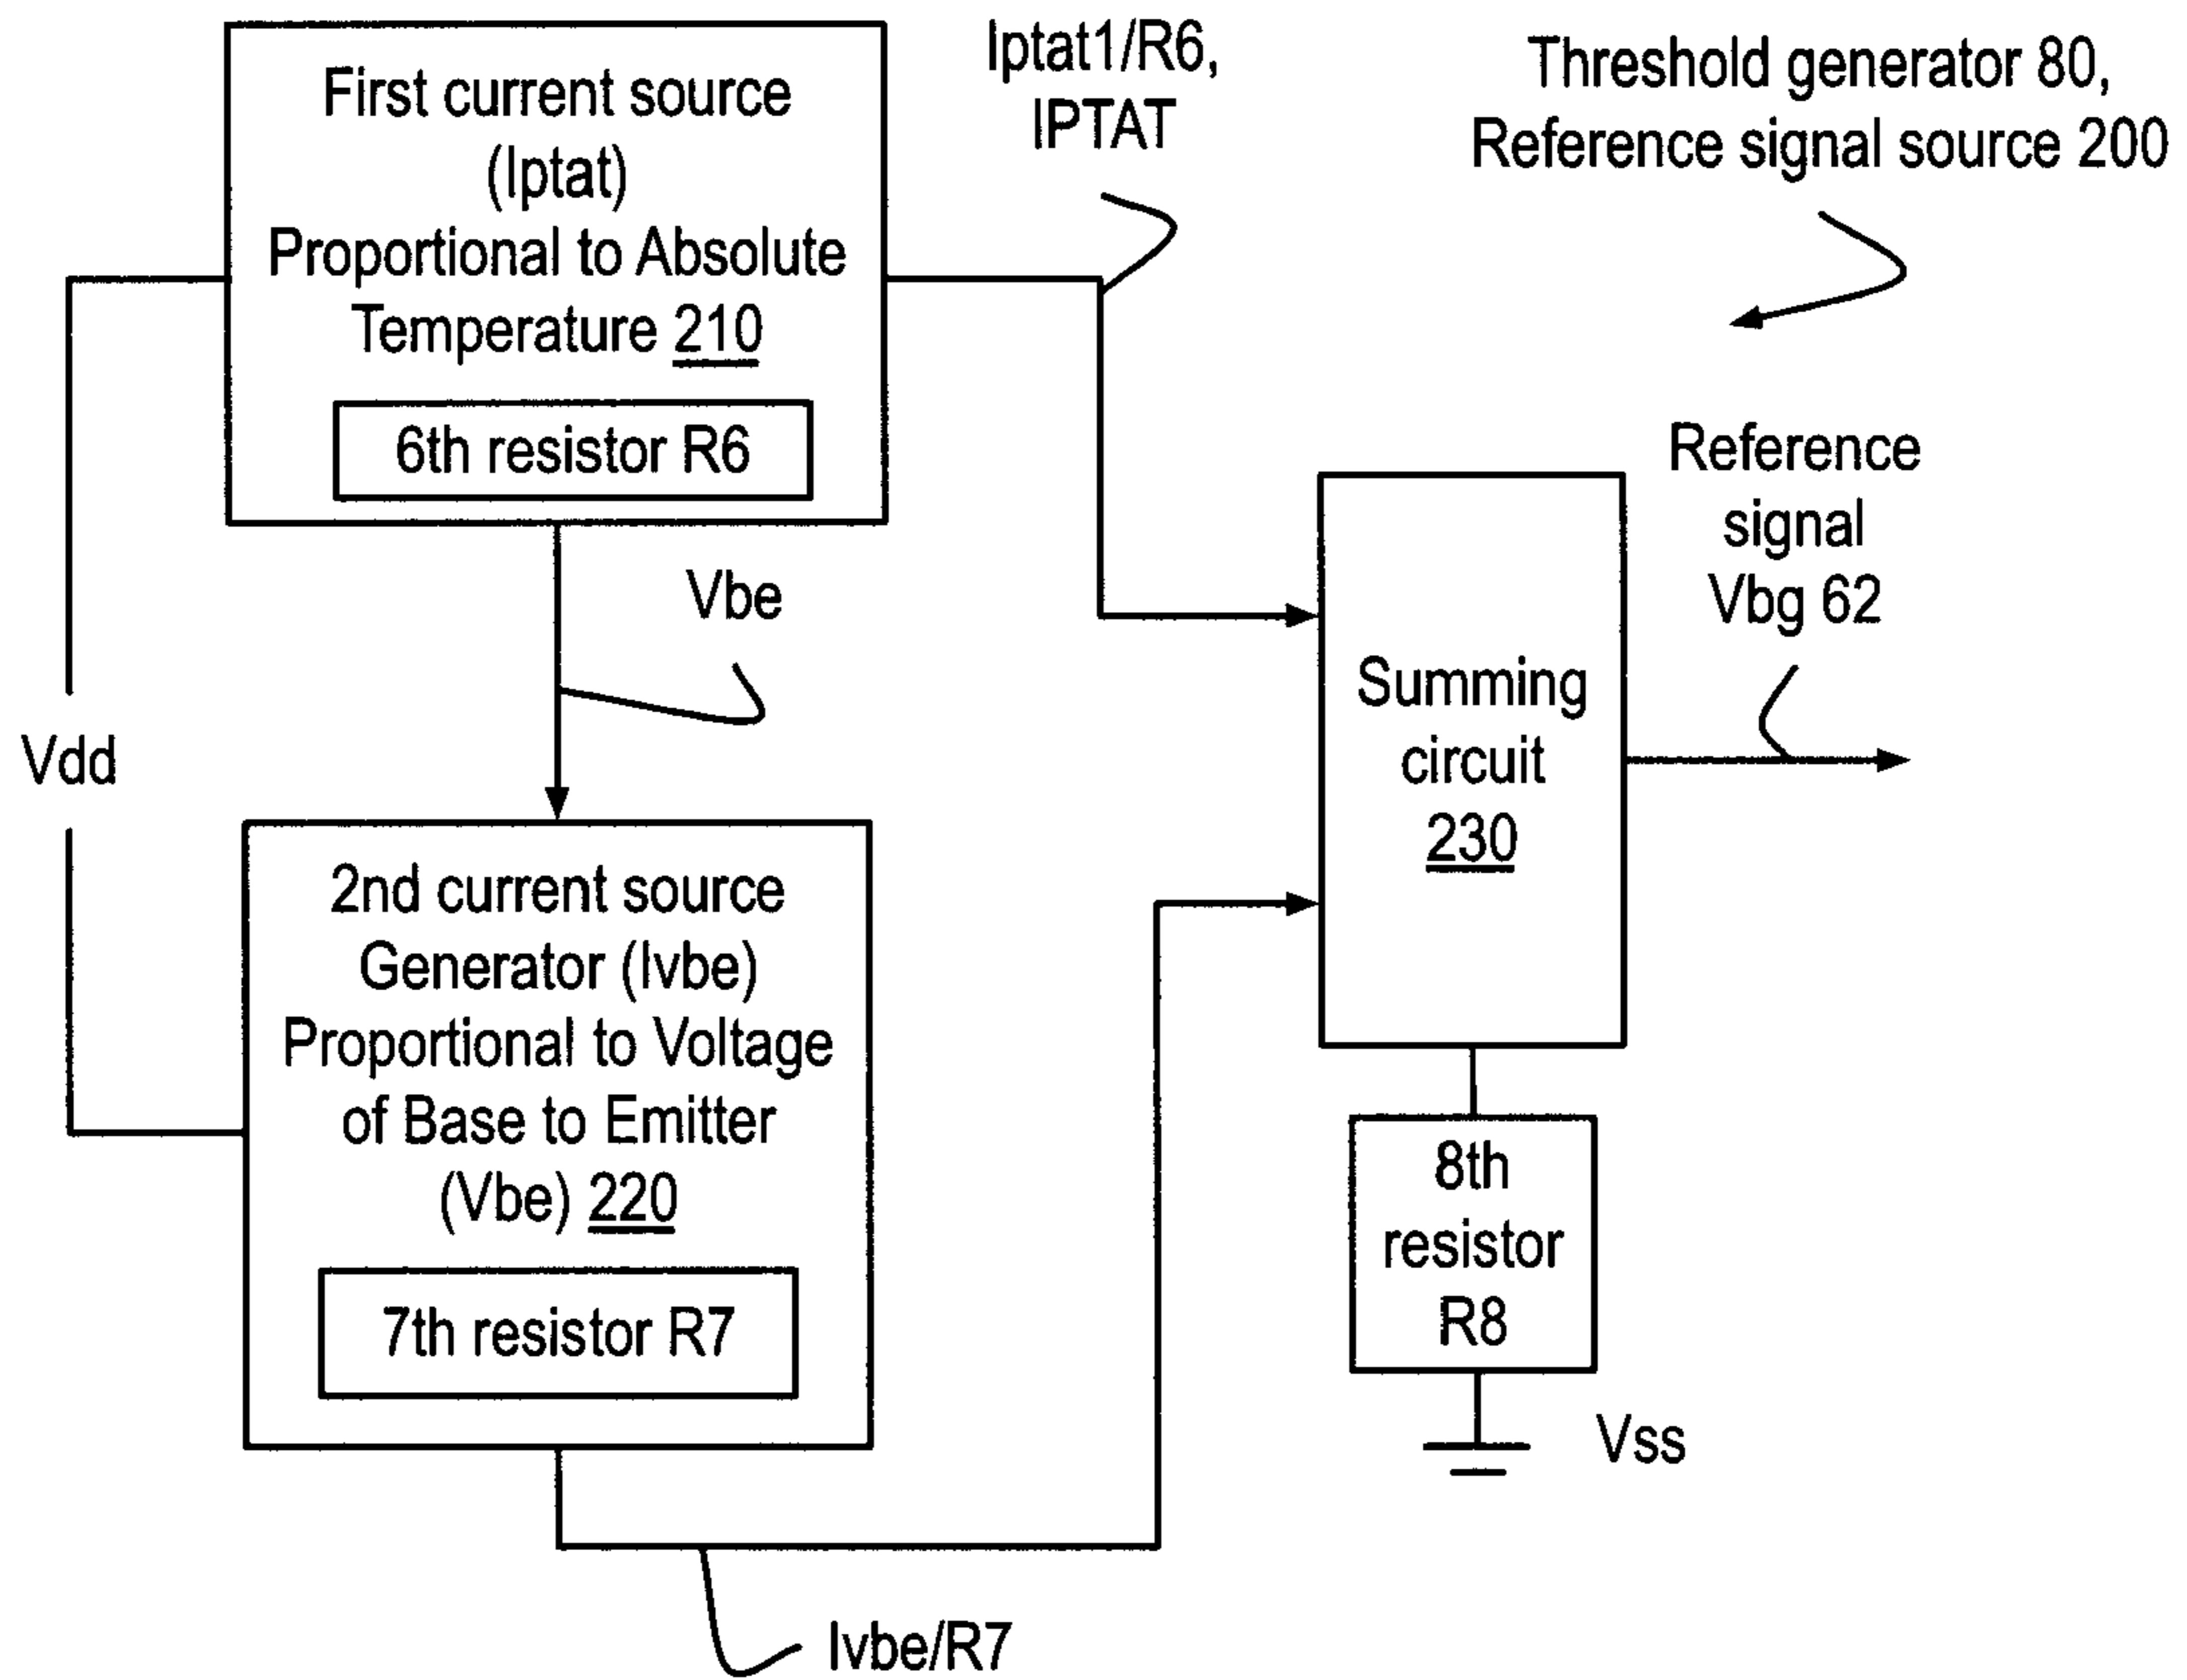 First current source
(Iptat)
Proportional to Absolute
Temperature 210
6th resistor R6
Iptat1/R6,
IPTAT
Threshold generator 80,
Reference signal source 200
Vbe
Vdd
2nd current source
Generator (Ivbe)
Proportional to Voltage
of Base to Emitter
(Vbe) 220
7th resistor R7
Ivbe/R7
Summing
circuit
230
Reference
signal
Vbg 62
8th
resistor
R8
Vss